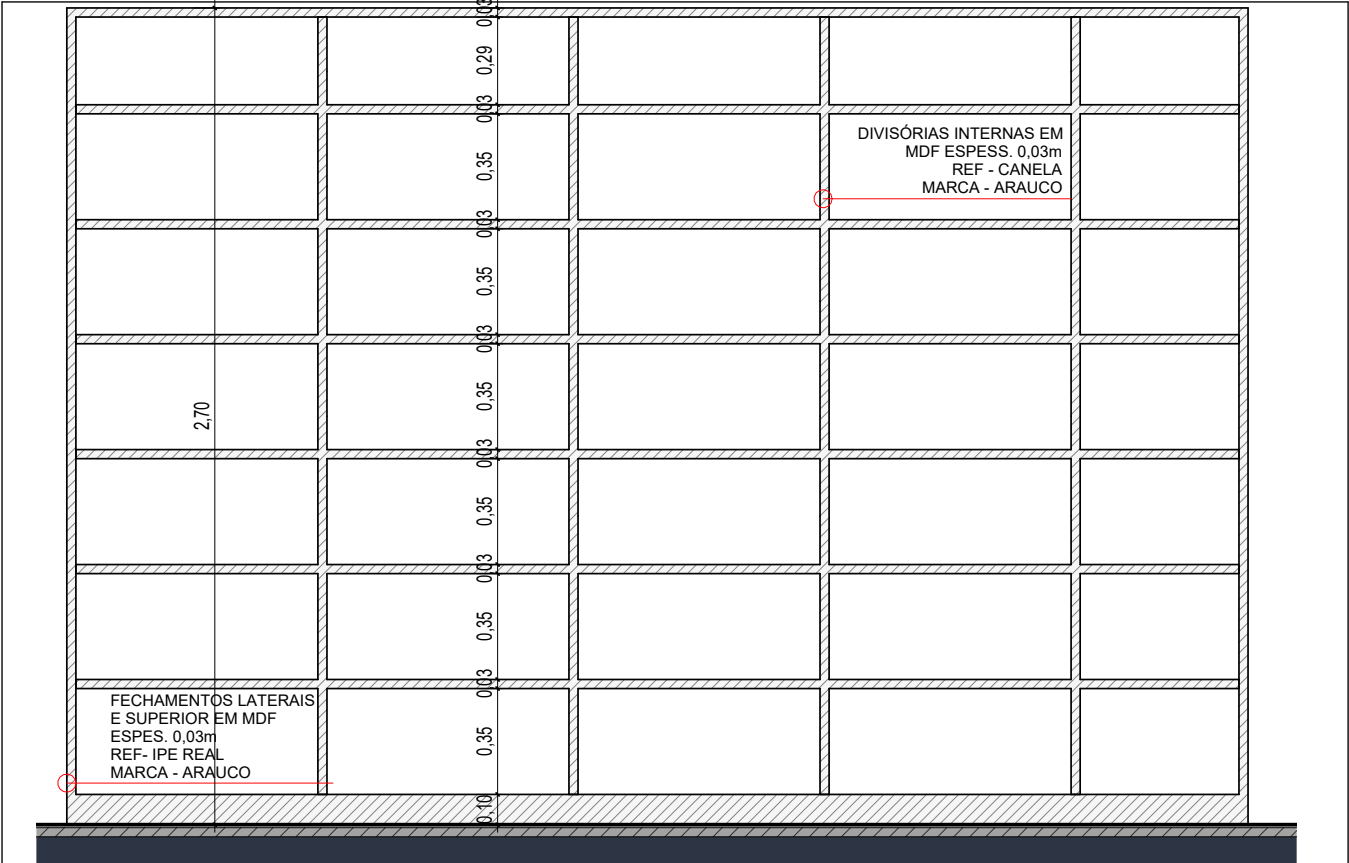 0,03
0,29
0,03
DIVISÓRIAS INTERNAS EM
MDF ESPESS. 0,03m
REF - CANELA
MARCA - ARAUCO
0,35
0,03
0,35
0,03
0,35
2,70
0,03
0,35
0,03
0,35
0,03
FECHAMENTOS LATERAIS
E SUPERIOR EM MDF
ESPES. 0,03m
REF- IPE REAL
MARCA - ARAUCO
0,35
0,10